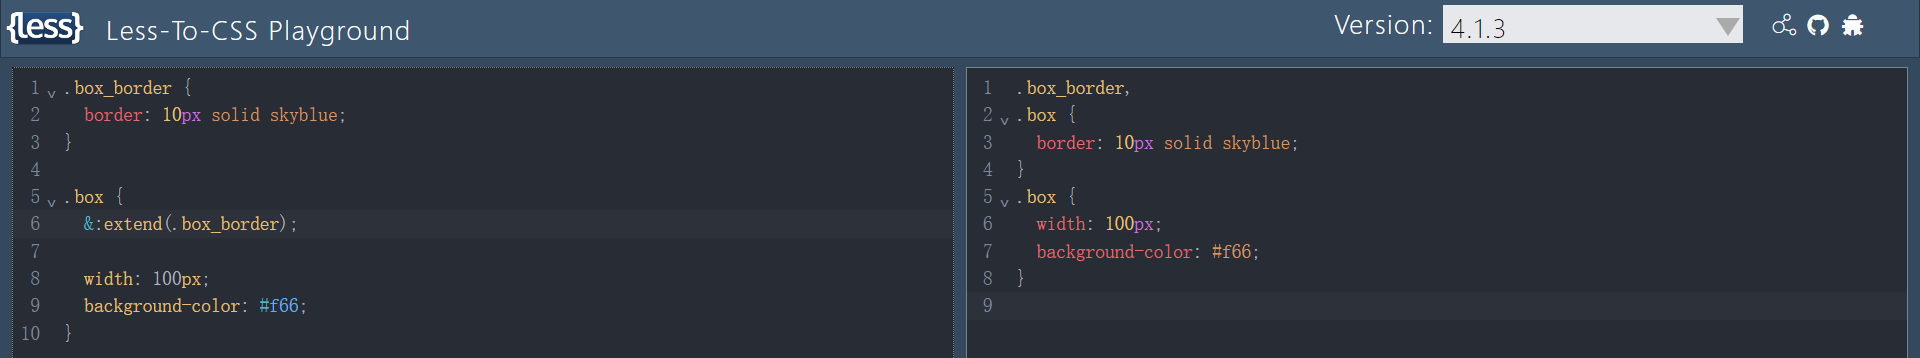 {less} Less-To-CSS Playground Version: 4.1.3
1 .box_border {
2 border: 10px solid skyblue;
3 }
4
5 .box {
6 &:extend(.box_border);
7
8 width: 100px;
9 background-color: #f66;
10 }
1 .box_border,
2 .box {
3 border: 10px solid skyblue;
4 }
5 .box {
6 width: 100px;
7 background-color: #f66;
8 }
9